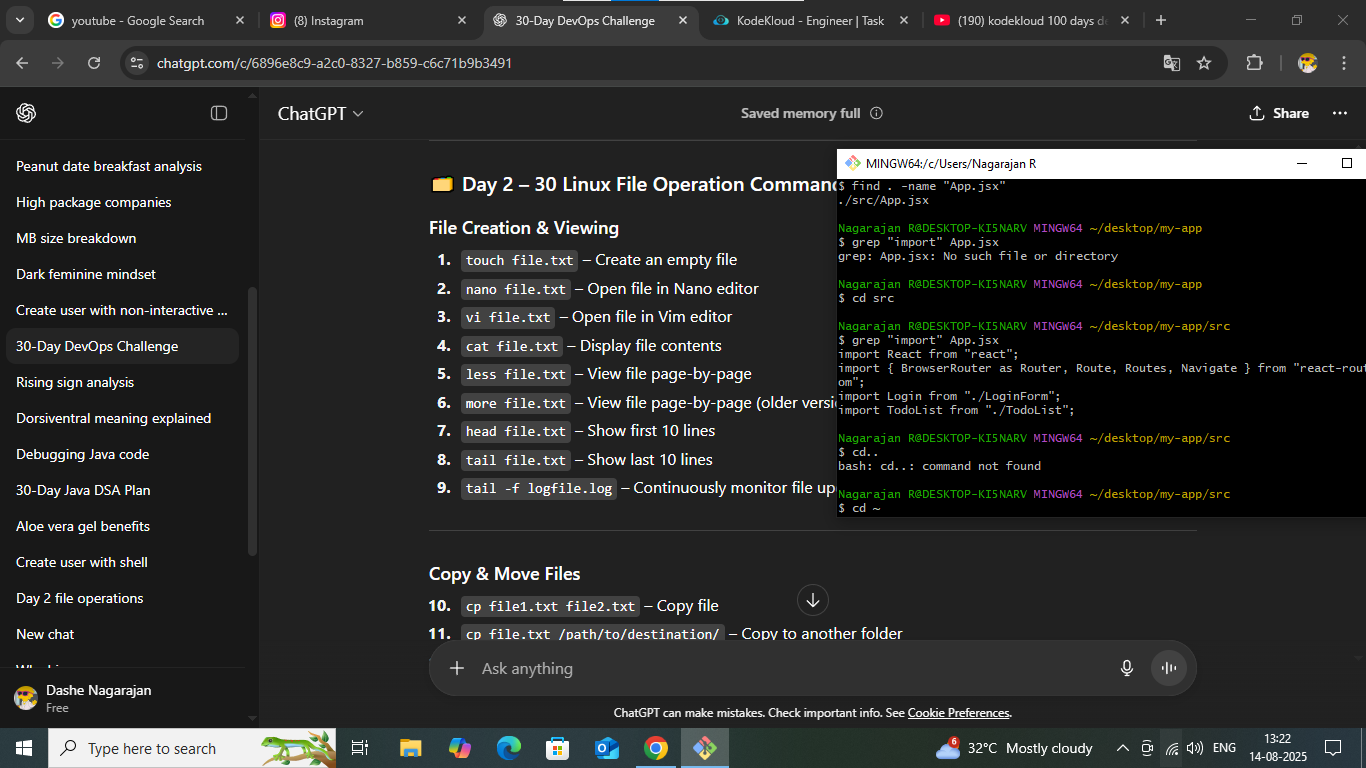 youtube - Google Search
(8) Instagram
30-Day DevOps Challenge
KodeKloud - Engineer | Task
(190) kodekloud 100 days de
chatgpt.com/c/6896e8c9-a2c0-8327-b859-c6c71b9b3491
ChatGPT
Saved memory full
Share
Peanut date breakfast analysis
High package companies
MB size breakdown
Dark feminine mindset
Create user with non-interactive ...
30-Day DevOps Challenge
Rising sign analysis
Dorsiventral meaning explained
Debugging Java code
30-Day Java DSA Plan
Aloe vera gel benefits
Create user with shell
Day 2 file operations
New chat
Dashe Nagarajan
Free
Day 2 – 30 Linux File Operation Comman
File Creation & Viewing
1. touch file.txt – Create an empty file
2. nano file.txt – Open file in Nano editor
3. vi file.txt – Open file in Vim editor
4. cat file.txt – Display file contents
5. less file.txt – View file page-by-page
6. more file.txt – View file page-by-page (older versi
7. head file.txt – Show first 10 lines
8. tail file.txt – Show last 10 lines
9. tail -f logfile.log – Continuously monitor file up
Copy & Move Files
10. cp file1.txt file2.txt – Copy file
11. cp file.txt /path/to/destination/ – Copy to another folder
Ask anything
ChatGPT can make mistakes. Check important info. See Cookie Preferences.
MINGW64:/c/Users/Nagarajan R
$ find . -name "App.jsx"
./src/App.jsx
Nagarajan R@DESKTOP-KI5NARV MINGW64 ~/desktop/my-app
$ grep "import" App.jsx
grep: App.jsx: No such file or directory
Nagarajan R@DESKTOP-KI5NARV MINGW64 ~/desktop/my-app
$ cd src
Nagarajan R@DESKTOP-KI5NARV MINGW64 ~/desktop/my-app/src
$ grep "import" App.jsx
import React from "react";
import { BrowserRouter as Router, Route, Routes, Navigate } from "react-rout
om";
import Login from "./LoginForm";
import TodoList from "./TodoList";
Nagarajan R@DESKTOP-KI5NARV MINGW64 ~/desktop/my-app/src
$ cd..
bash: cd..: command not found
Nagarajan R@DESKTOP-KI5NARV MINGW64 ~/desktop/my-app/src
$ cd ~
Type here to search
6
32°C Mostly cloudy
ENG
13:22
14-08-2025